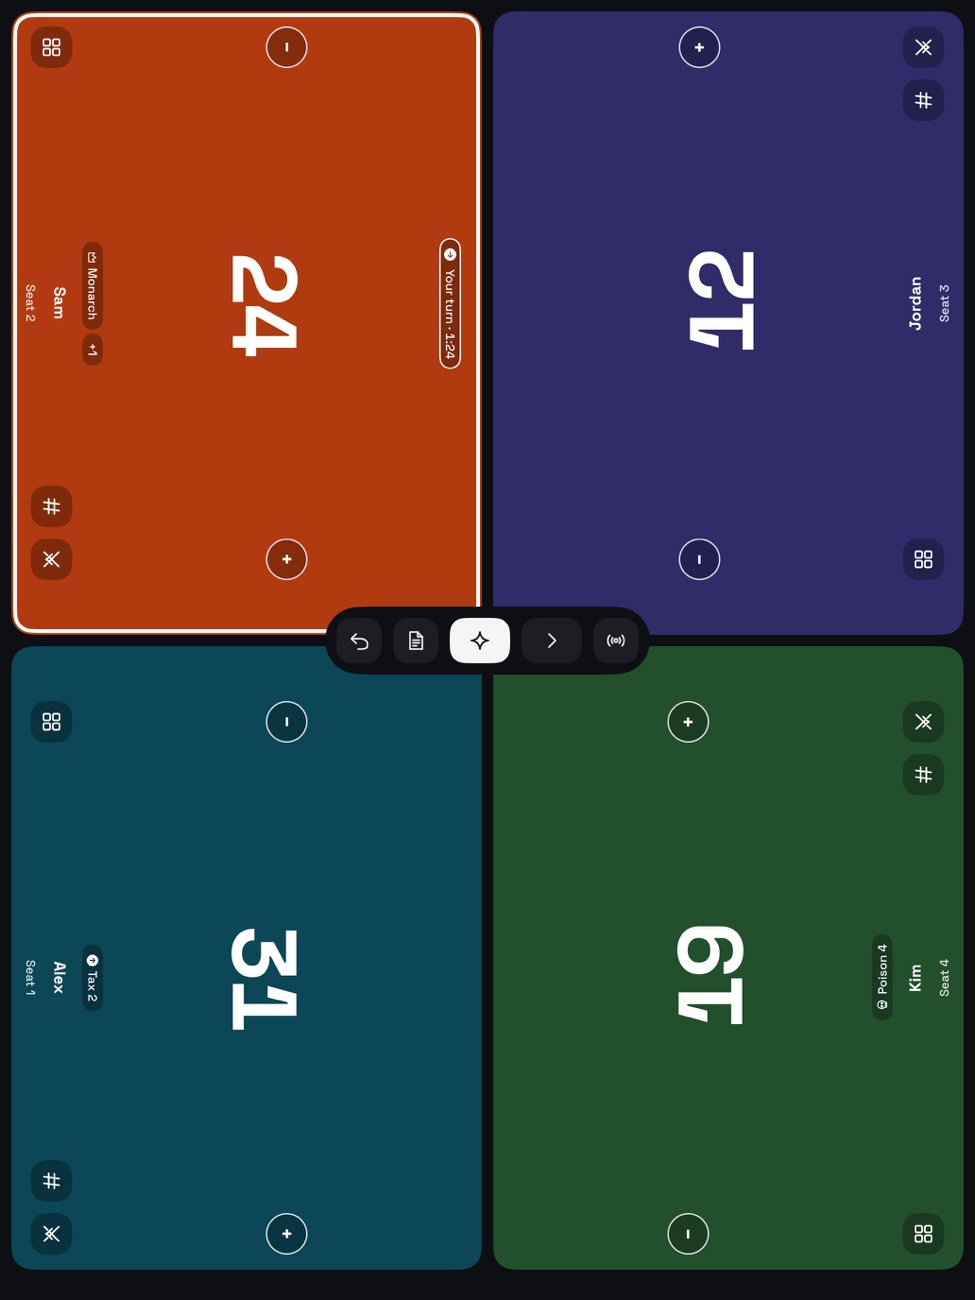 Seat 2
Sam
Monarch
+1
24
Your turn · 1:24
−
+
Seat 3
Jordan
12
+
−
Seat 1
Alex
Tax 2
31
−
+
Seat 4
Kim
Poison 4
19
+
−